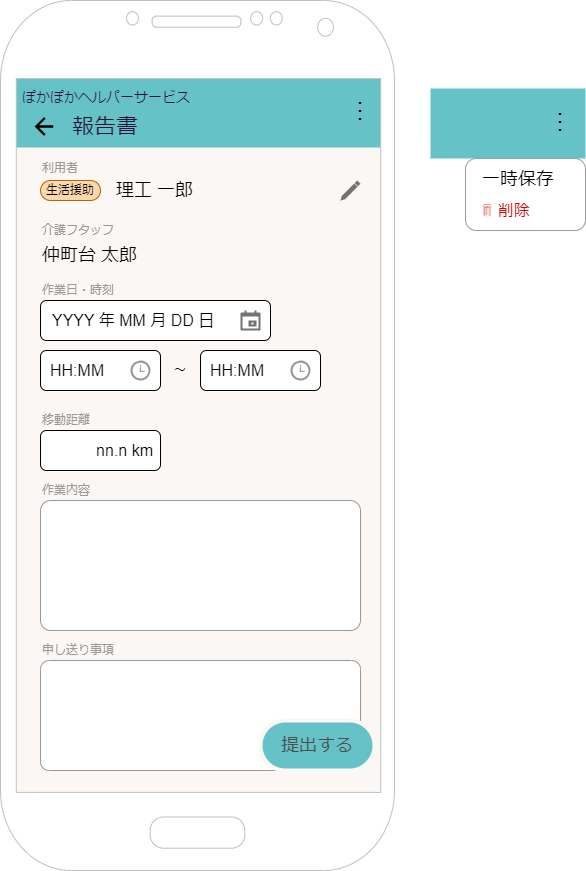 ぽかぽかヘルパーサービス
報告書
利用者
生活援助 理工 一郎
介護フタッフ
仲町台 太郎
作業日・時刻
YYYY 年 MM 月 DD 日
HH:MM ～ HH:MM
移動距離
nn.n km
作業内容
申し送り事項
提出する
一時保存
削除